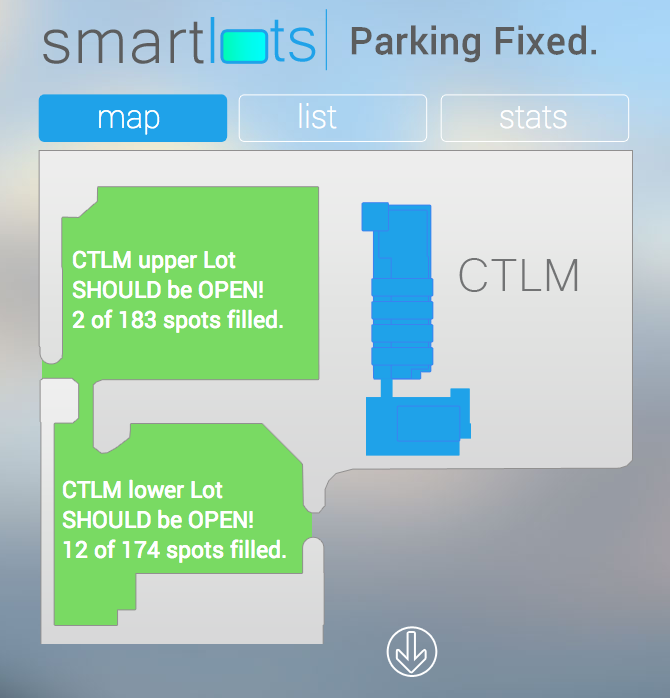 smartlots
Parking Fixed.
map
list
stats
CTLM upper Lot
SHOULD be OPEN!
2 of 183 spots filled.
CTLM
CTLM lower Lot
SHOULD be OPEN!
12 of 174 spots filled.